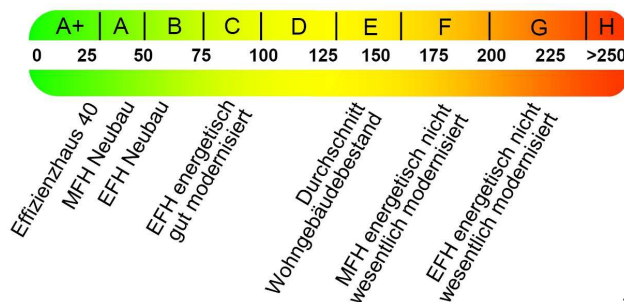 A+ A B C D E F G H
0 25 50 75 100 125 150 175 200 225 >250
Effizienzhaus 40
MFH Neubau
EFH Neubau
EFH energetisch
gut modernisiert
Durchschnitt
Wohngebäudebestand
MFH energetisch nicht
wesentlich modernisiert
EFH energetisch nicht
wesentlich modernisiert